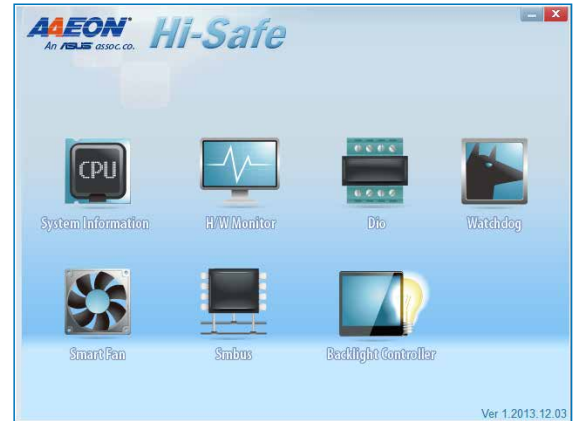 AAEON
An ASUS assoc. co.
Hi-Safe
CPU
System Information
H/W Monitor
Dio
Watchdog
Smart Fan
Smbus
Backlight Controller
Ver 1.2013.12.03